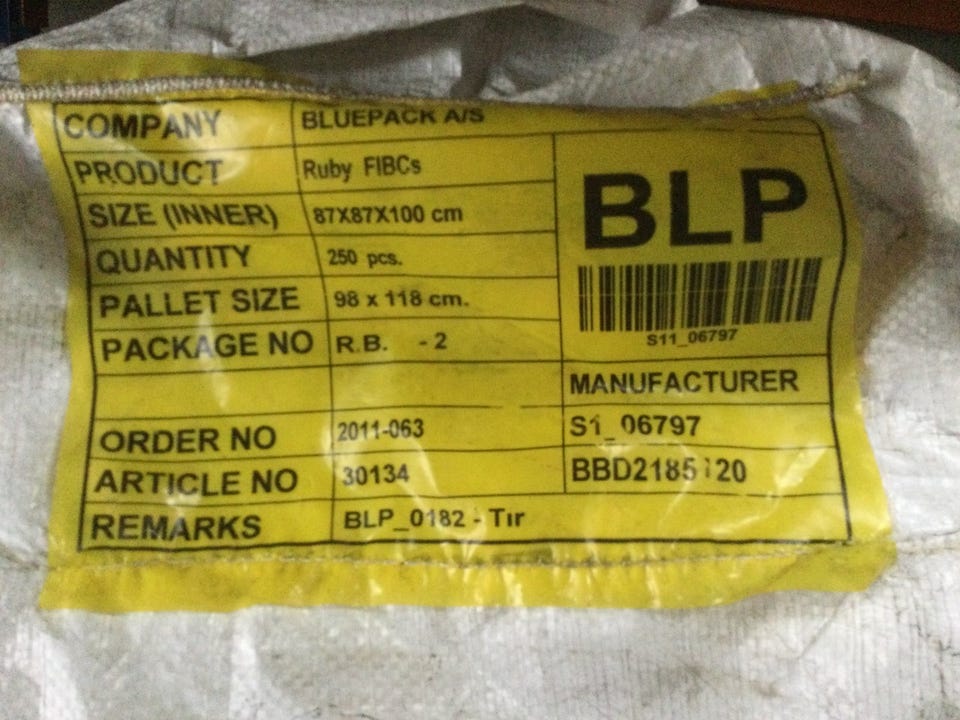 COMPANY BLUEPACK A/S
PRODUCT Ruby FIBCs
SIZE (INNER) 87X87X100 cm
QUANTITY 250 pcs.
PALLET SIZE 98 x 118 cm.
PACKAGE NO R.B. - 2
BLP
S11_06797
MANUFACTURER
ORDER NO 2011-063 S1_06797
ARTICLE NO 30134
REMARKS BLP_0182 - Tır